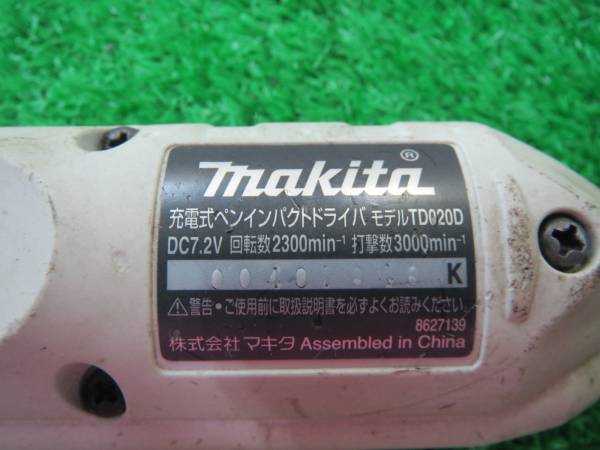 makita®
充電式ペンインパクトドライバ モデルTD020D
DC7.2V 回転数2300min⁻¹ 打撃数3000min⁻¹
K
⚠警告・ご使用前に取扱説明書を必ずよくお読みください。
8627139
株式会社マキタ Assembled in China